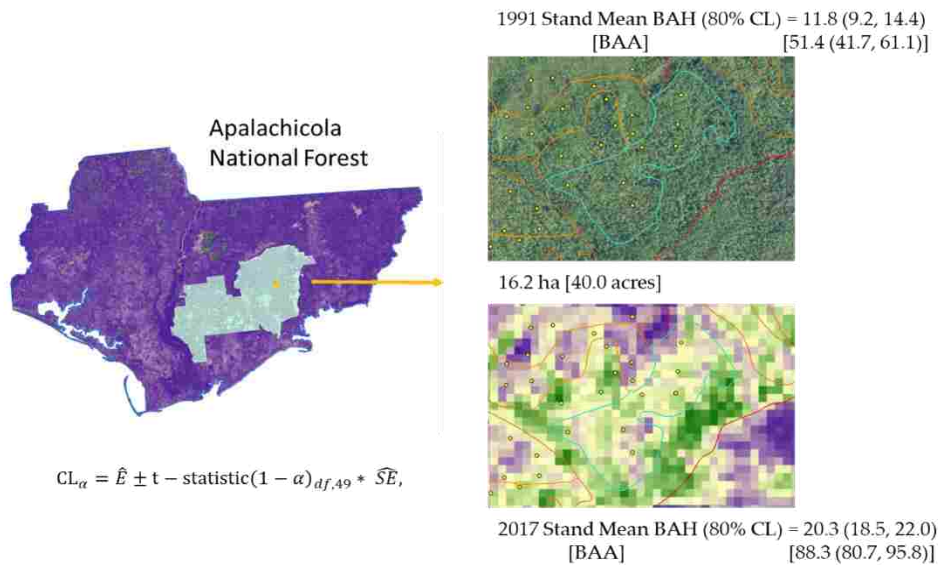 1991 Stand Mean BAH (80% CL) = 11.8 (9.2, 14.4)
[BAA] [51.4 (41.7, 61.1)]
Apalachicola
National Forest
16.2 ha [40.0 acres]
CLα = Ê ± t − statistic(1 − α)df,49 ∗ ŜE,
2017 Stand Mean BAH (80% CL) = 20.3 (18.5, 22.0)
[BAA] [88.3 (80.7, 95.8)]